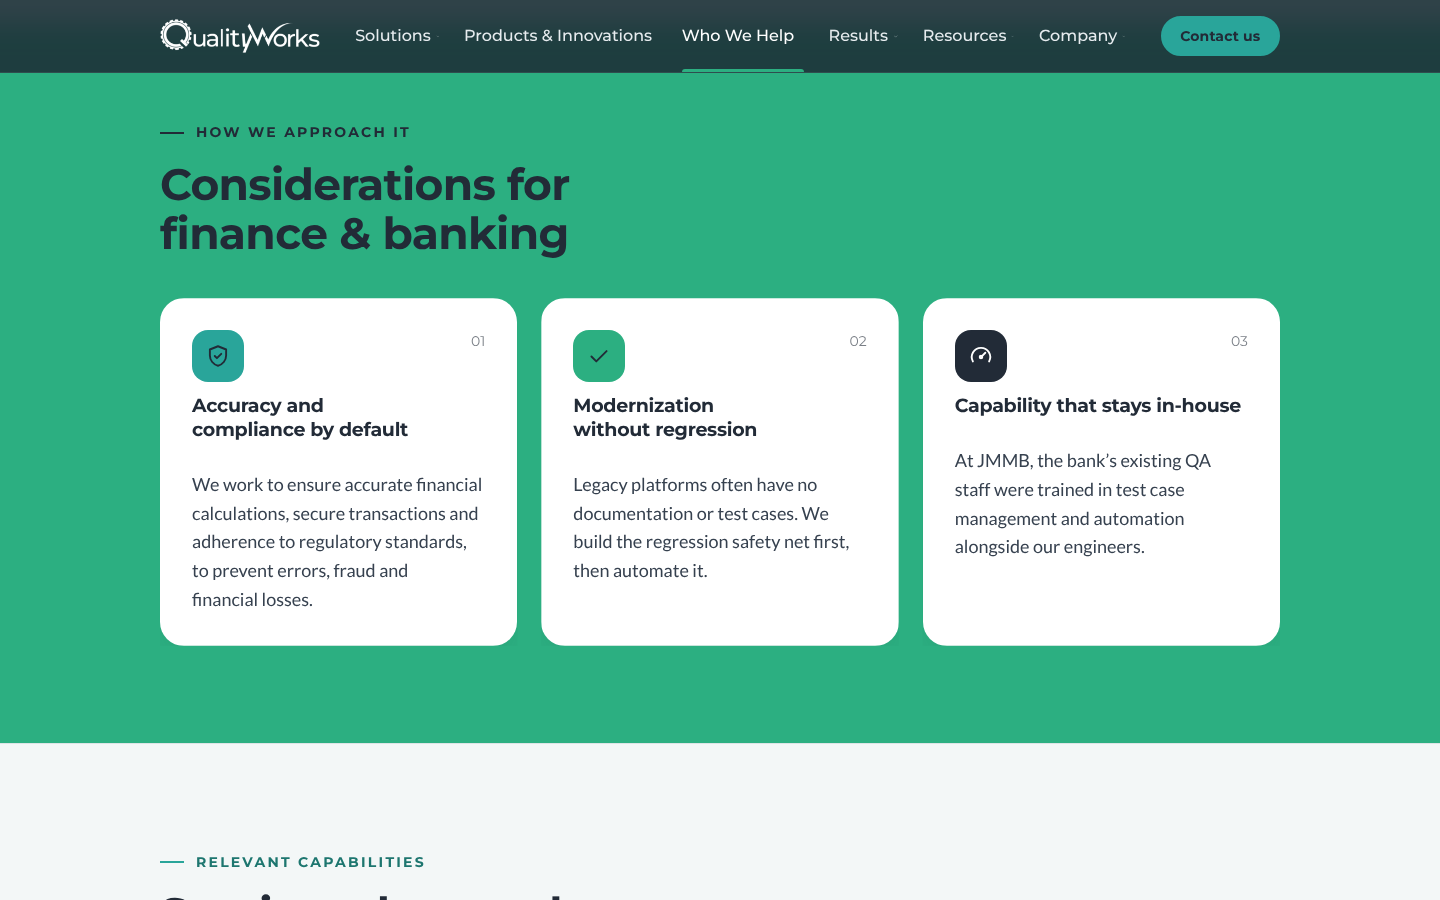 QualityWorks
Solutions
Products & Innovations
Who We Help
Results
Resources
Company
Contact us
HOW WE APPROACH IT
Considerations for
finance & banking
01
Accuracy and
compliance by default
We work to ensure accurate financial
calculations, secure transactions and
adherence to regulatory standards,
to prevent errors, fraud and
financial losses.
02
Modernization
without regression
Legacy platforms often have no
documentation or test cases. We
build the regression safety net first,
then automate it.
03
Capability that stays in-house
At JMMB, the bank’s existing QA
staff were trained in test case
management and automation
alongside our engineers.
RELEVANT CAPABILITIES